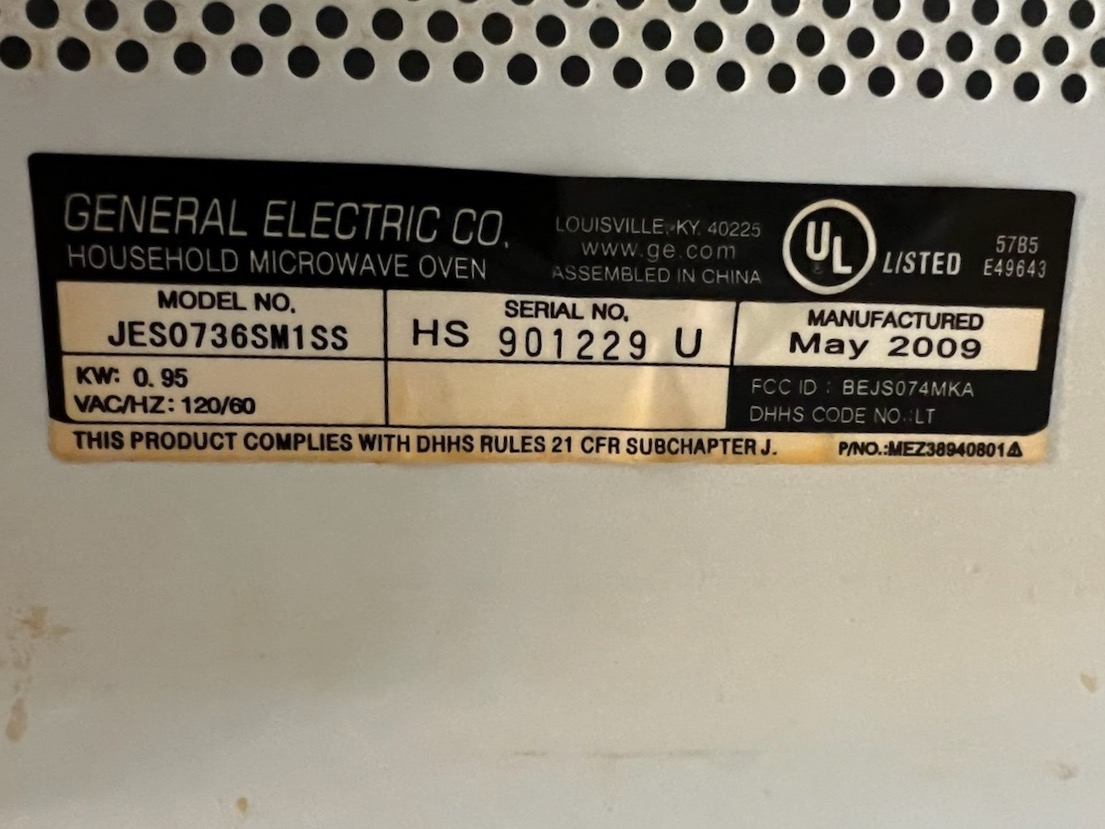 GENERAL ELECTRIC CO.
HOUSEHOLD MICROWAVE OVEN
LOUISVILLE, KY. 40225
www.ge.com
ASSEMBLED IN CHINA
UL
LISTED
57B5
E49643
MODEL NO.
JES0736SM1SS
SERIAL NO.
HS 901229 U
MANUFACTURED
May 2009
KW: 0.95
VAC/HZ: 120/60
FCC ID : BEJS074MKA
DHHS CODE NO.:LT
THIS PRODUCT COMPLIES WITH DHHS RULES 21 CFR SUBCHAPTER J.
P/NO.:MEZ38940801